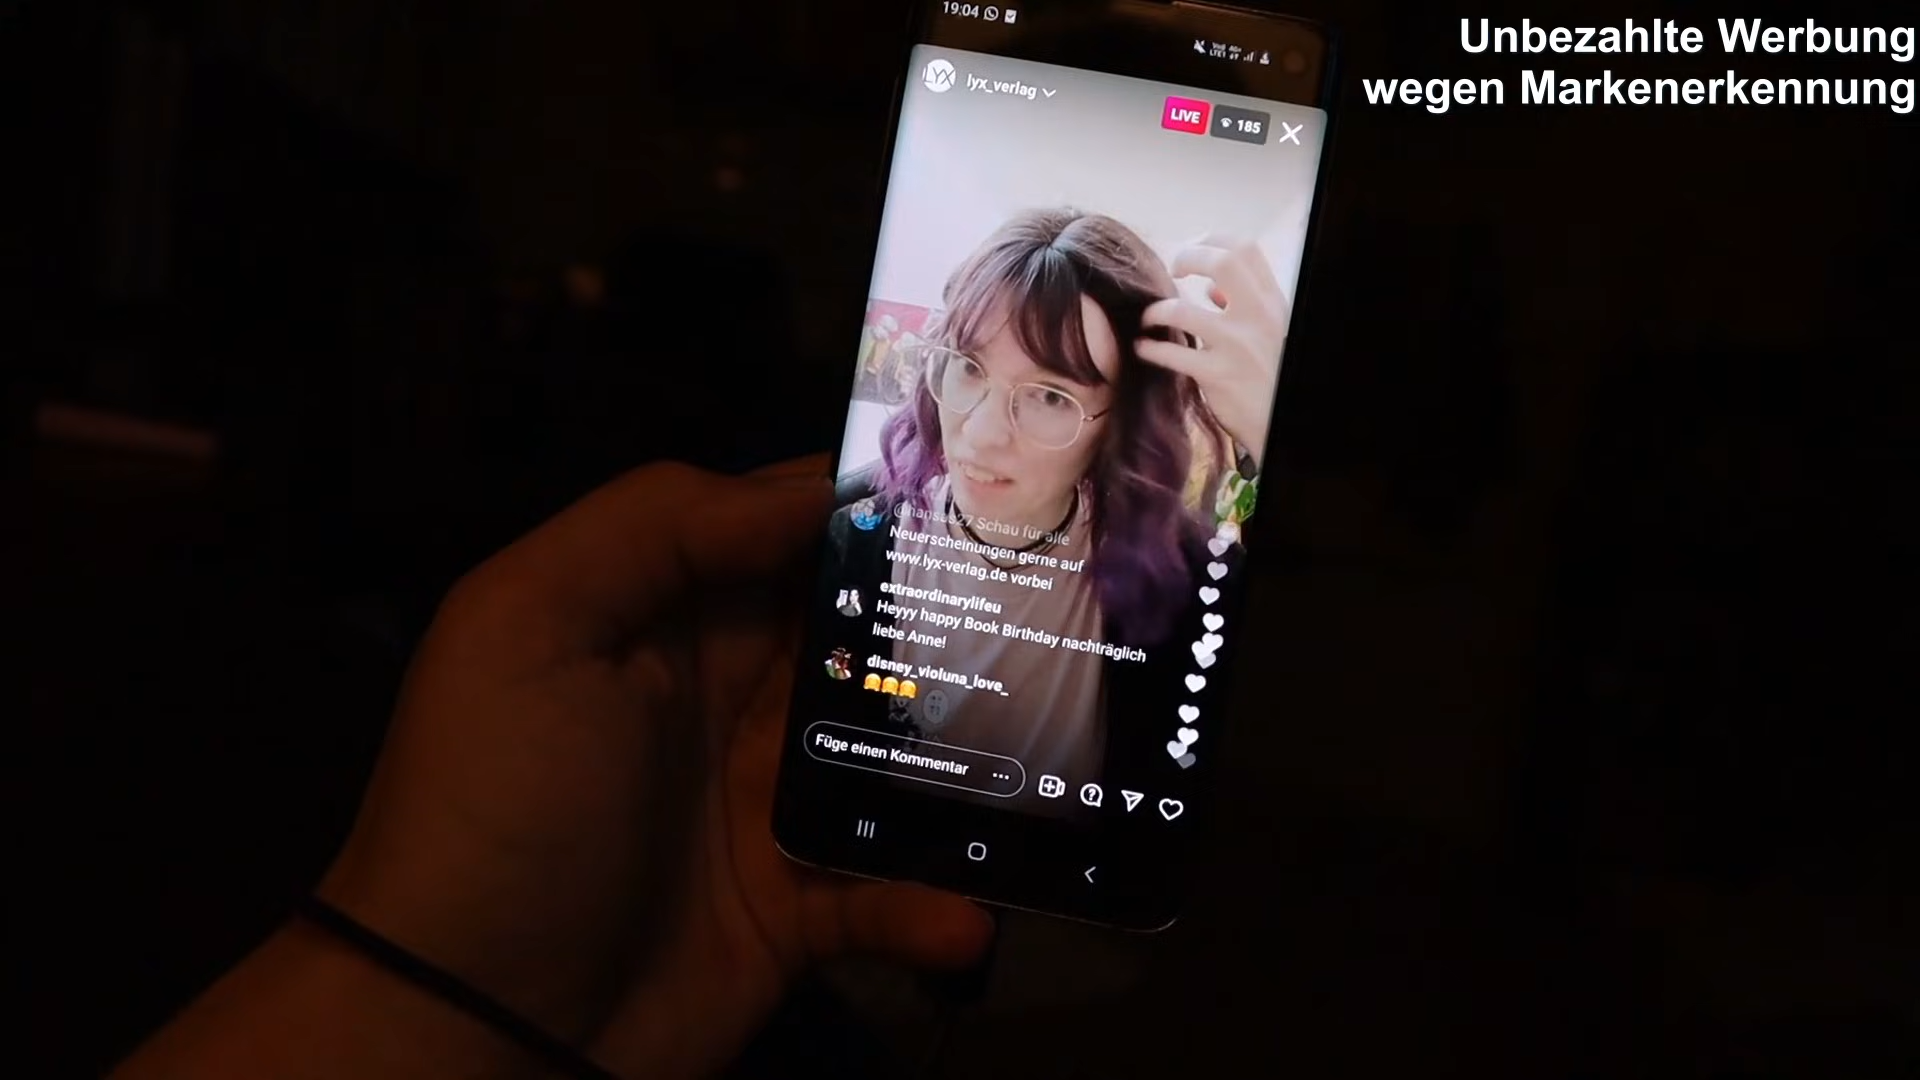 Unbezahlte Werbung
wegen Markenerkennung
19:04
LYX
lyx_verlag
LIVE
185
Schau für alle
Neuerscheinungen gerne auf
www.lyx-verlag.de vorbei
extraordinarylifeu
Heyyy happy Book Birthday nachträglich
liebe Anne!
disney_violuna_love_
Füge einen Kommentar